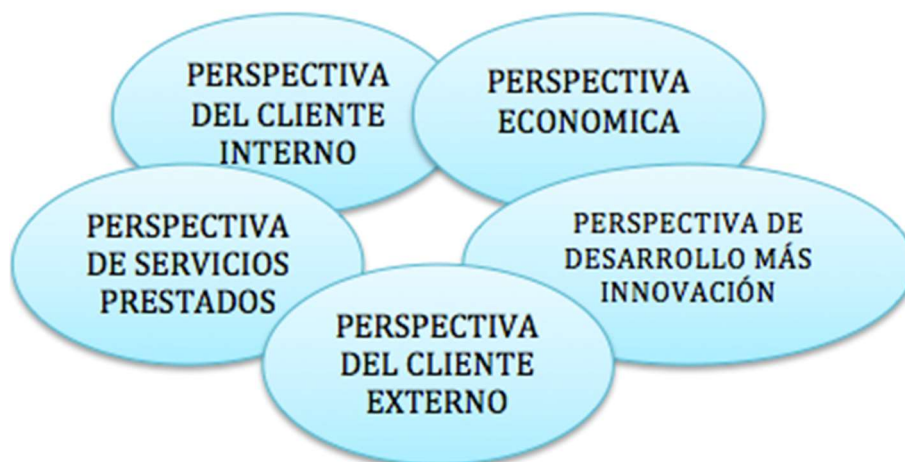 PERSPECTIVA
DEL CLIENTE
INTERNO
PERSPECTIVA
ECONOMICA
PERSPECTIVA
DE SERVICIOS
PRESTADOS
PERSPECTIVA DE
DESARROLLO MÁS
INNOVACIÓN
PERSPECTIVA
DEL CLIENTE
EXTERNO